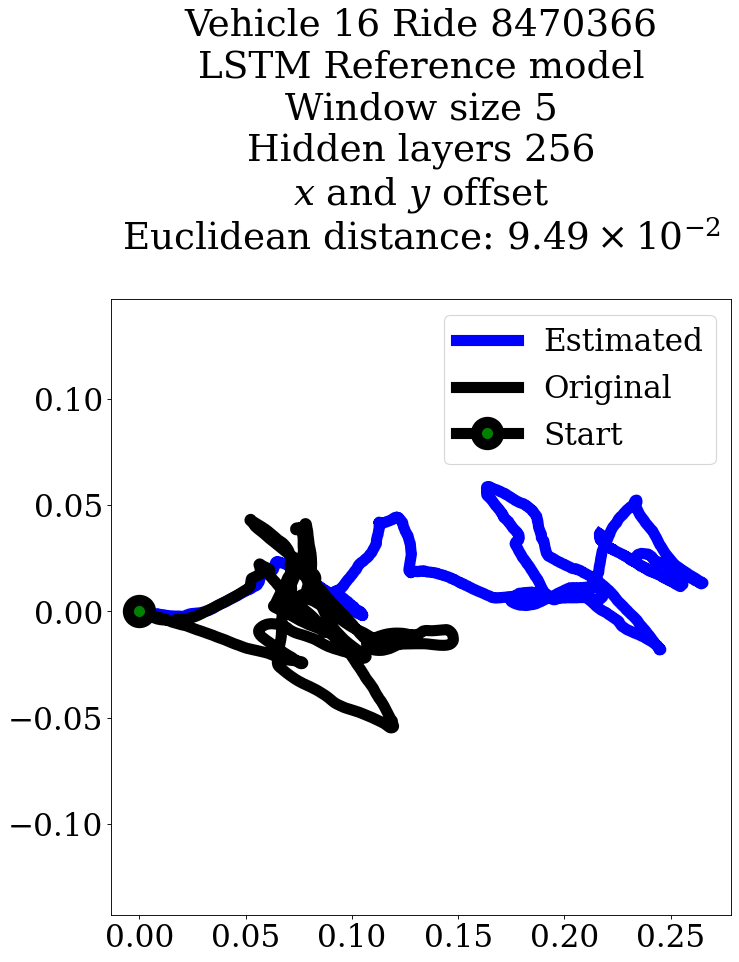 Vehicle 16 Ride 8470366
LSTM Reference model
Window size 5
Hidden layers 256
x and y offset
Euclidean distance: 9.49 × 10⁻²
Estimated
Original
Start
0.10
0.05
0.00
−0.05
−0.10
0.00 0.05 0.10 0.15 0.20 0.25